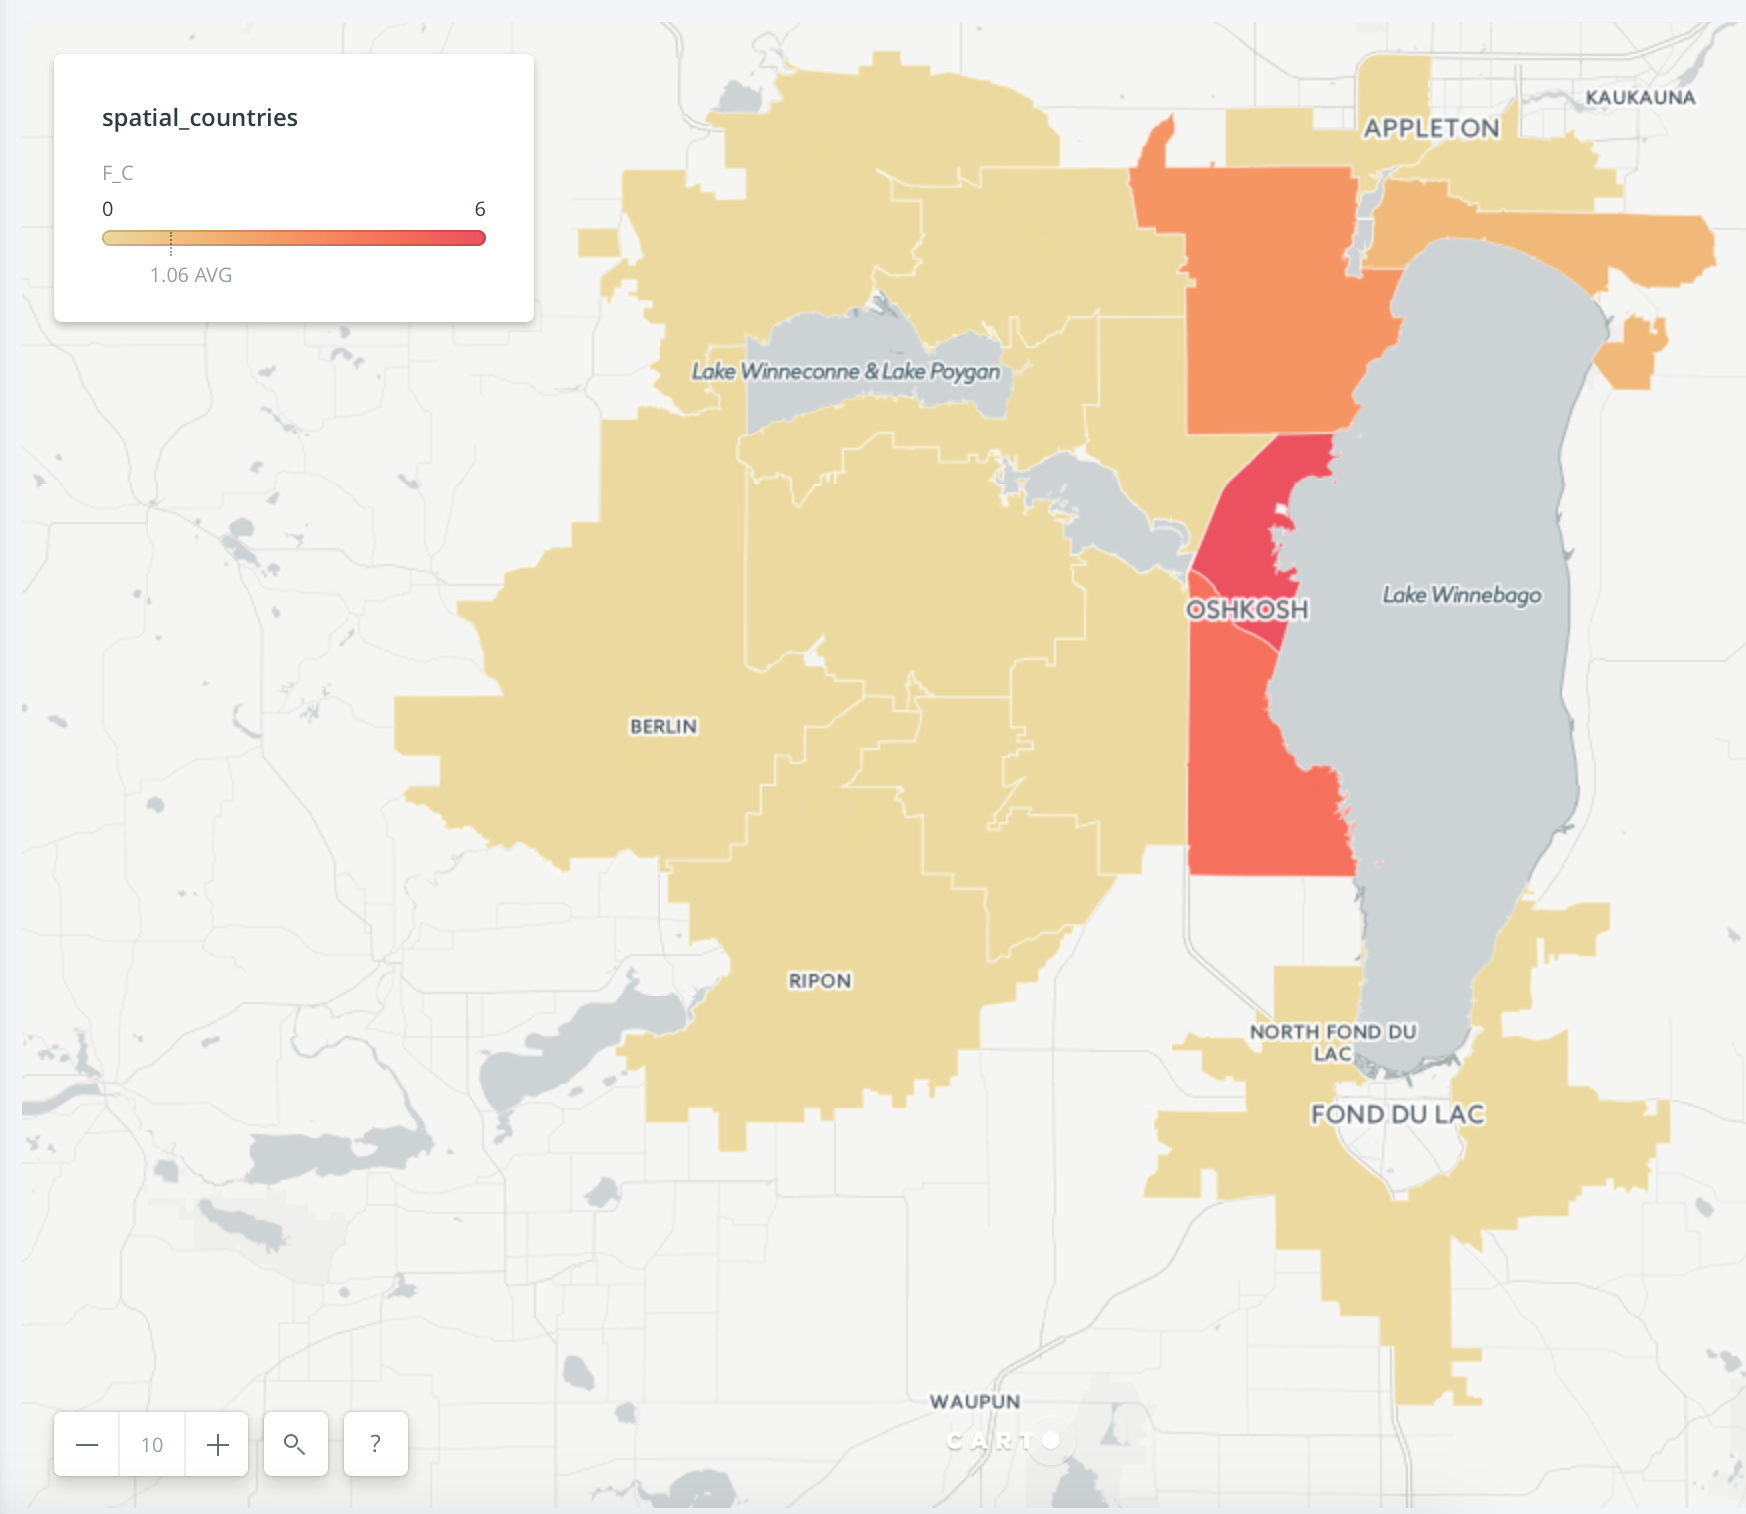 spatial_countries
F_C
0 6
1.06 AVG
KAUKAUNA
APPLETON
Lake Winneconne & Lake Poygan
Lake Winnebago
OSHKOSH
BERLIN
RIPON
NORTH FOND DU
LAC
FOND DU LAC
WAUPUN
CARTO
— 10 + ?